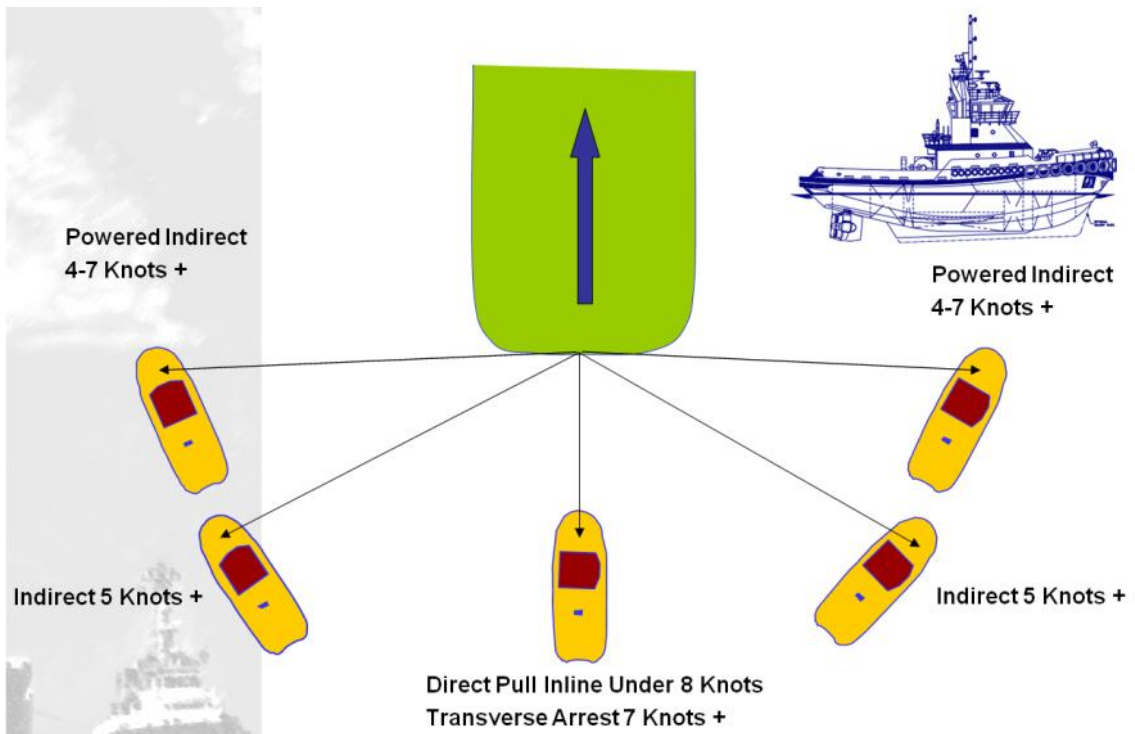 Powered Indirect
4-7 Knots +
Powered Indirect
4-7 Knots +
Indirect 5 Knots +
Indirect 5 Knots +
Direct Pull Inline Under 8 Knots
Transverse Arrest 7 Knots +